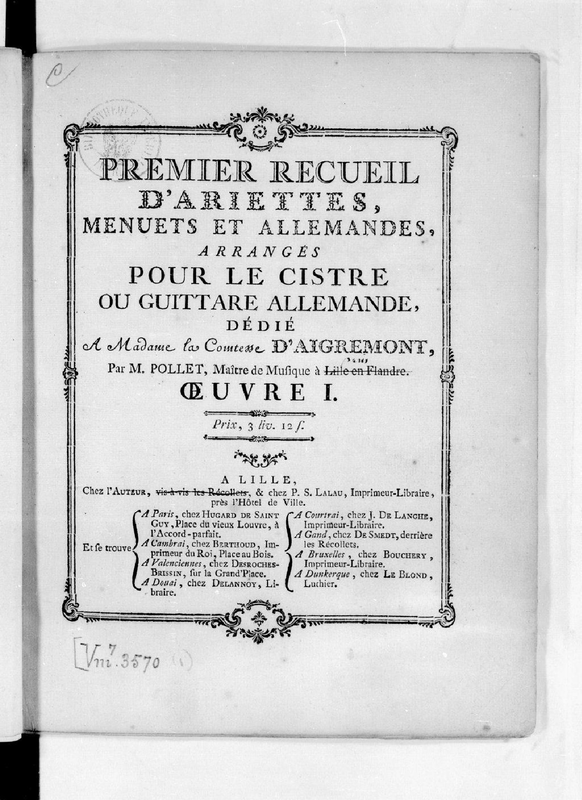 PREMIER RECUEIL
D'ARIETTES,
MENUETS ET ALLEMANDES,
ARRANGÉS
POUR LE CISTRE
OU GUITTARE ALLEMANDE,
DÉDIÉ
A Madame la Comtesse D'AIGREMONT,
Par M. POLLET, Maître de Musique à Lille en Flandre.
ŒUVRE I.
Prix, 3 liv. 12 s.
A LILLE,
Chez l'AUTEUR, vis-à-vis les Récollets, & chez P. S. LALAU, Imprimeur-Libraire,
près l'Hôtel de Ville.
Et se trouve
A Paris, chez HUGARD DE SAINT
GUY, Place du vieux Louvre, à
l'Accord-parfait.
A Cambrai, chez BERTHOUD, Im-
primeur du Roi, Place au Bois.
A Valenciennes, chez DESROCHES-
BRISSIN, sur la Grand'Place.
A Douai, chez DELANNOY, Li-
braire.
A Courtrai, chez J. DE LANGHE,
Imprimeur-Libraire.
A Gand, chez DE SMEDT, derrière
les Récollets.
A Bruxelles, chez BOUCHERY,
Imprimeur-Libraire.
A Dunkerque, chez LE BLOND,
Luthier.
[Vm7. 3570 (1)